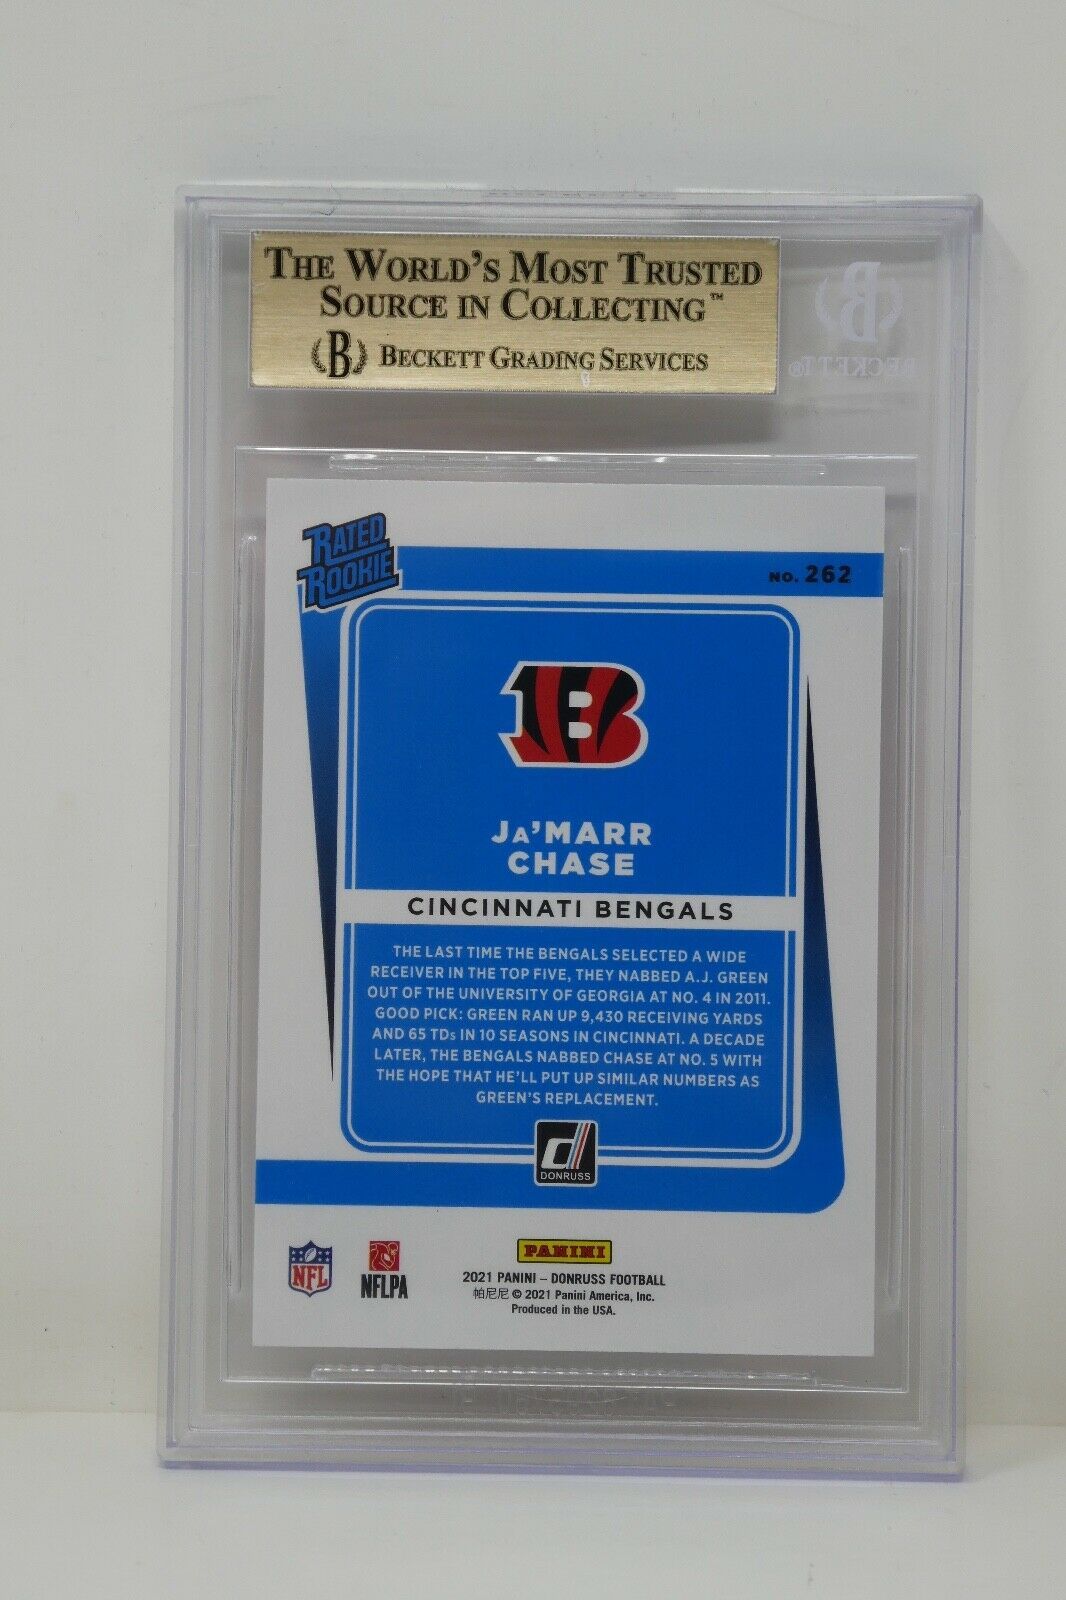 THE WORLD'S MOST TRUSTED
SOURCE IN COLLECTING™
B BECKETT GRADING SERVICES
B
BECKETT®
RATED
ROOKIE
NO. 262
B
JA'MARR
CHASE
CINCINNATI BENGALS
THE LAST TIME THE BENGALS SELECTED A WIDE
RECEIVER IN THE TOP FIVE, THEY NABBED A.J. GREEN
OUT OF THE UNIVERSITY OF GEORGIA AT NO. 4 IN 2011.
GOOD PICK: GREEN RAN UP 9,430 RECEIVING YARDS
AND 65 TDs IN 10 SEASONS IN CINCINNATI. A DECADE
LATER, THE BENGALS NABBED CHASE AT NO. 5 WITH
THE HOPE THAT HE'LL PUT UP SIMILAR NUMBERS AS
GREEN'S REPLACEMENT.
d
DONRUSS
NFL
NFLPA
PANINI
2021 PANINI – DONRUSS FOOTBALL
帕尼尼 © 2021 Panini America, Inc.
Produced in the USA.